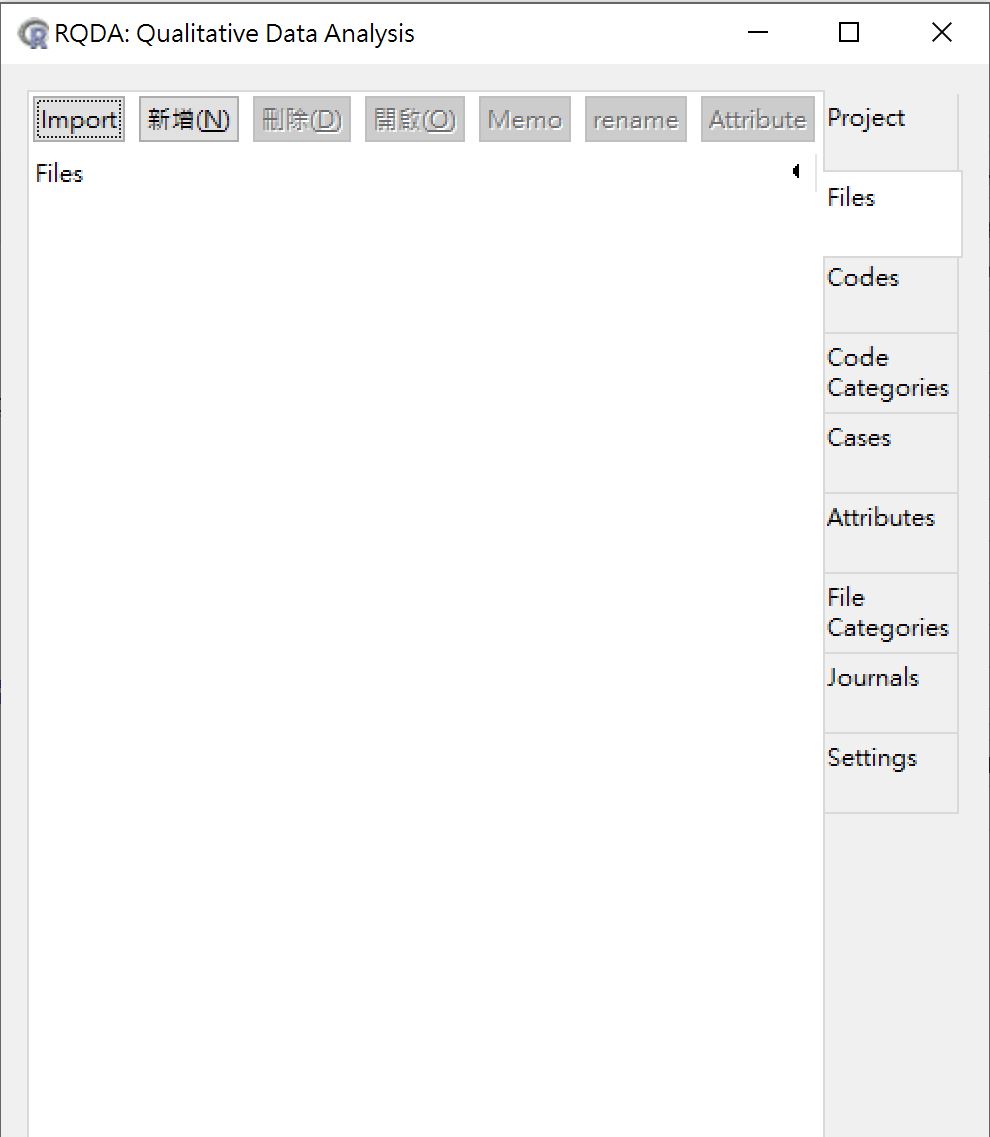 RQDA: Qualitative Data Analysis
Import 新增(N) 刪除(D) 開啟(O) Memo rename Attribute
Files
Project
Files
Codes
Code
Categories
Cases
Attributes
File
Categories
Journals
Settings